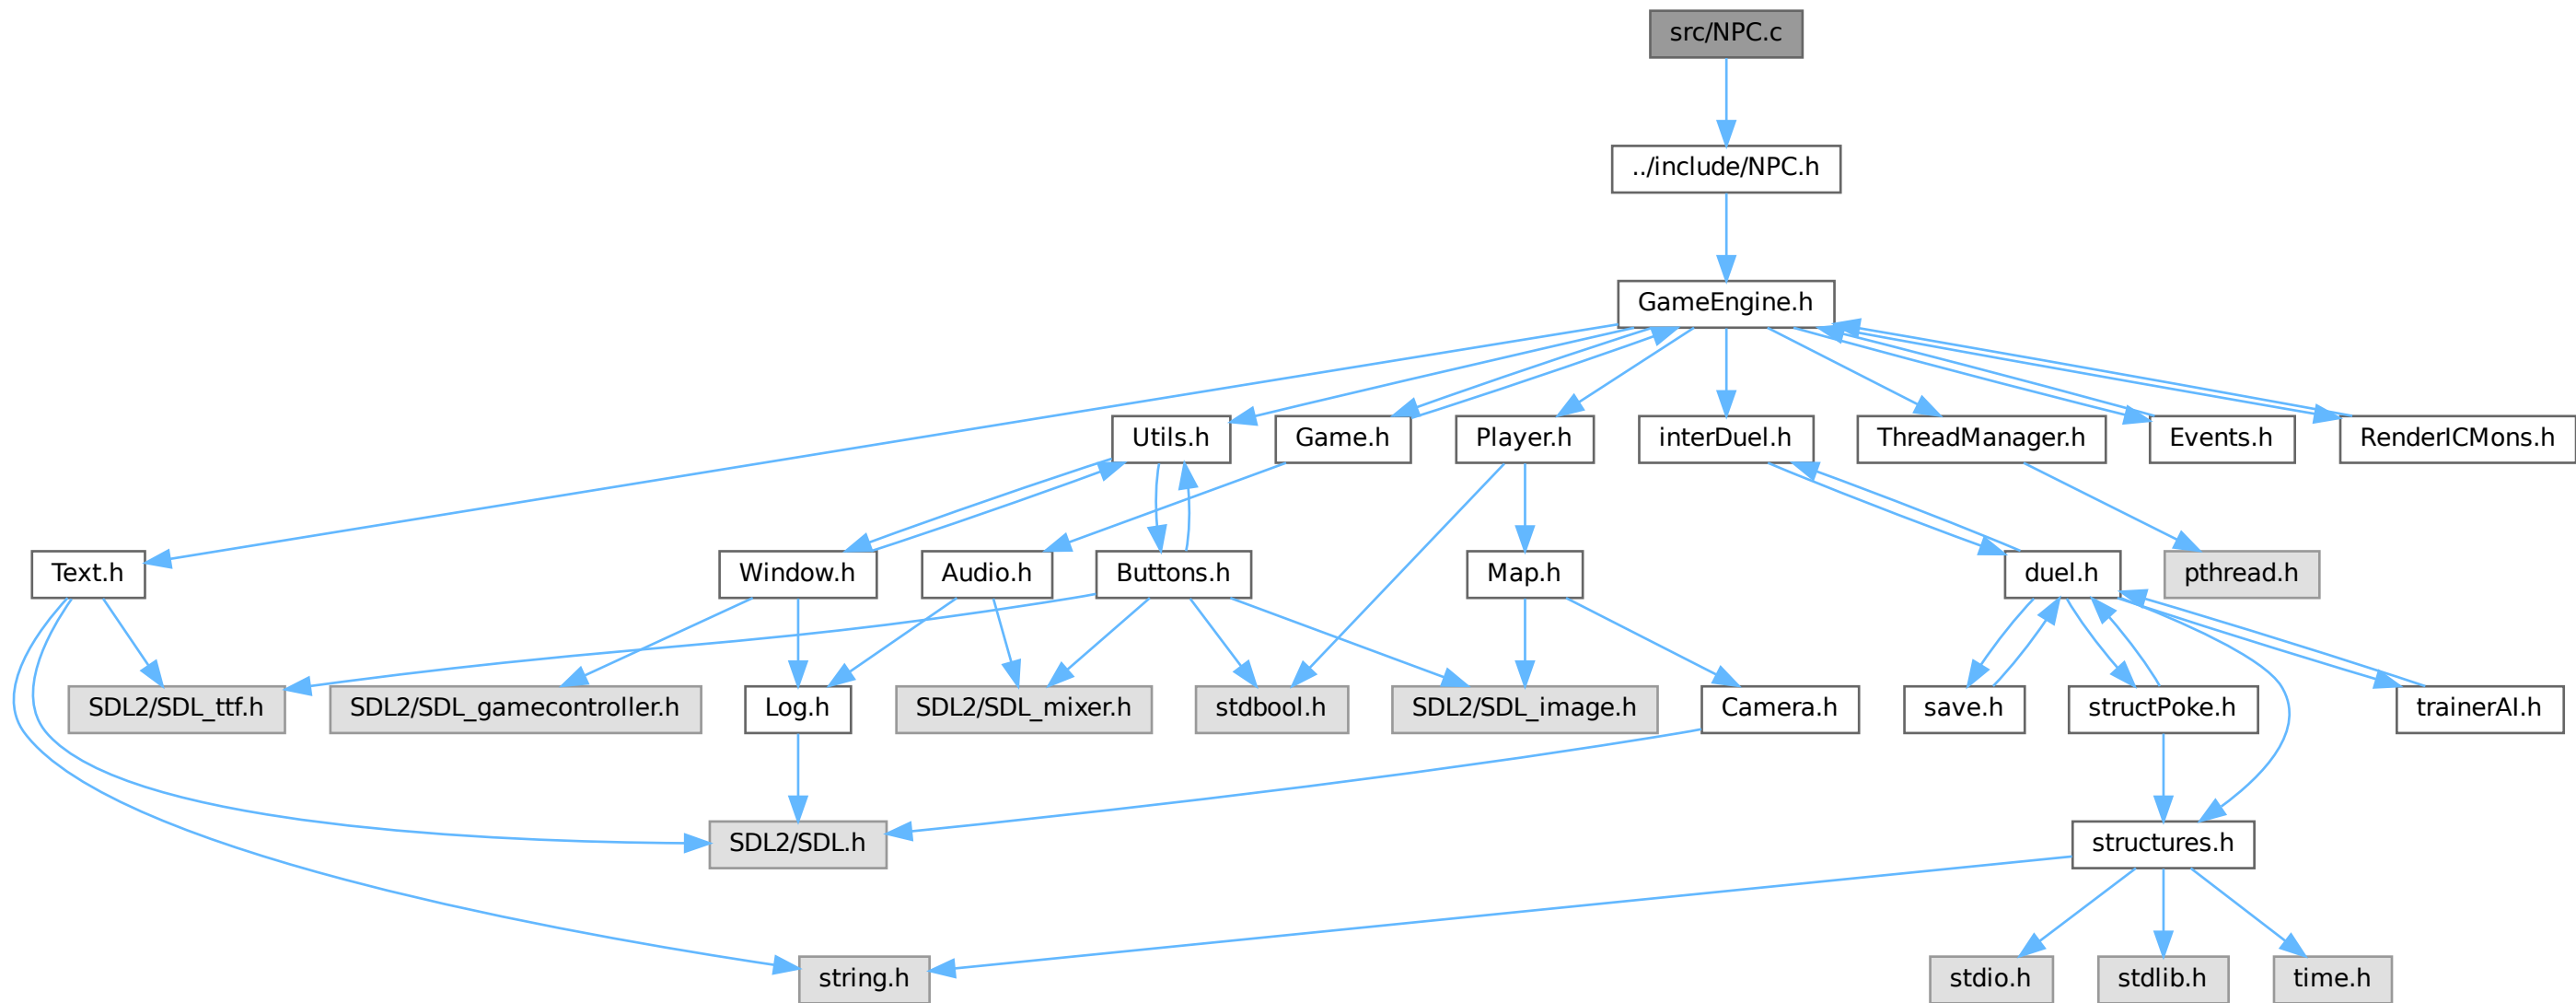 src/NPC.c
../include/NPC.h
GameEngine.h
Utils.h
Game.h
Player.h
interDuel.h
ThreadManager.h
Events.h
RenderICMons.h
Text.h
Window.h
Audio.h
Buttons.h
Map.h
duel.h
pthread.h
SDL2/SDL_ttf.h
SDL2/SDL_gamecontroller.h
Log.h
SDL2/SDL_mixer.h
stdbool.h
SDL2/SDL_image.h
Camera.h
save.h
structPoke.h
trainerAI.h
SDL2/SDL.h
structures.h
string.h
stdio.h
stdlib.h
time.h